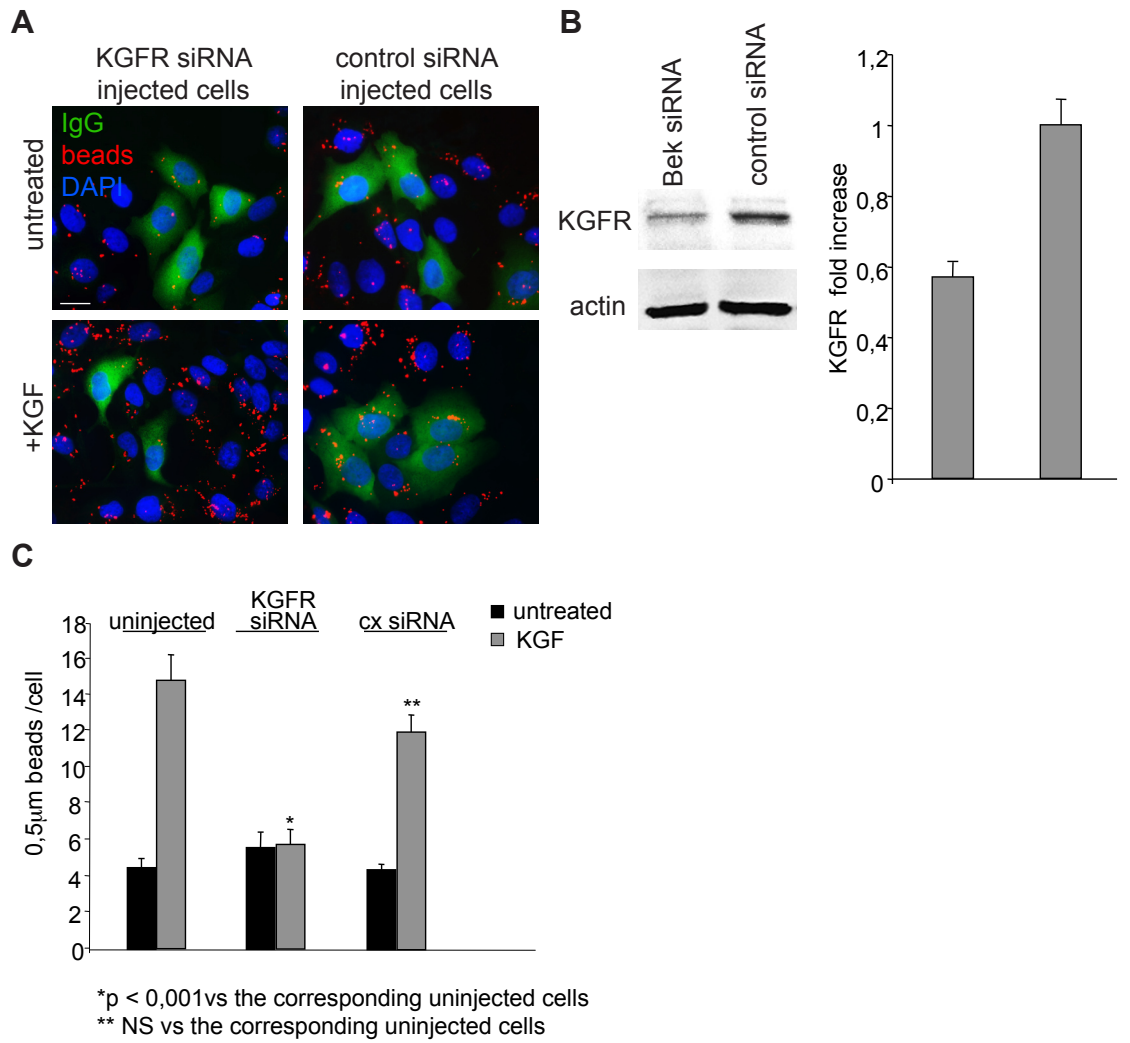 A
KGFR siRNA
injected cells
control siRNA
injected cells
untreated
+KGF
IgG
beads
DAPI
B
Bek siRNA
control siRNA
KGFR
actin
KGFR fold increase
1,2
1
0,8
0,6
0,4
0,2
0
C
uninjected
KGFR
siRNA
cx siRNA
untreated
KGF
0,5µm beads /cell
18
16
14
12
10
8
6
4
2
0
*
**
*p < 0,001vs the corresponding uninjected cells
** NS vs the corresponding uninjected cells